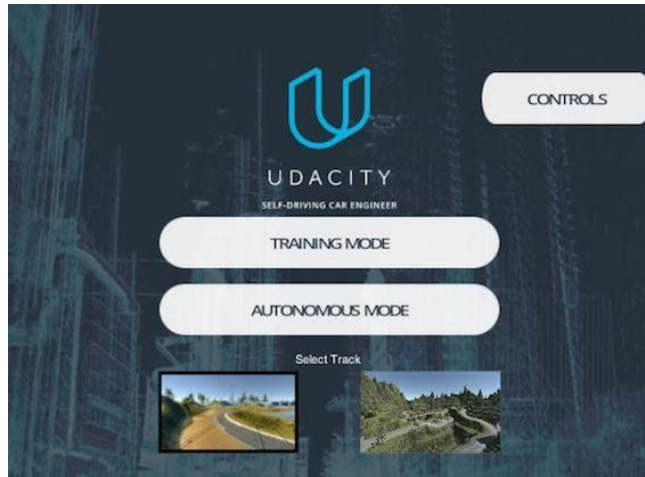 CONTROLS
UDACITY
SELF-DRIVING CAR ENGINEER
TRAINING MODE
AUTONOMOUS MODE
Select Track